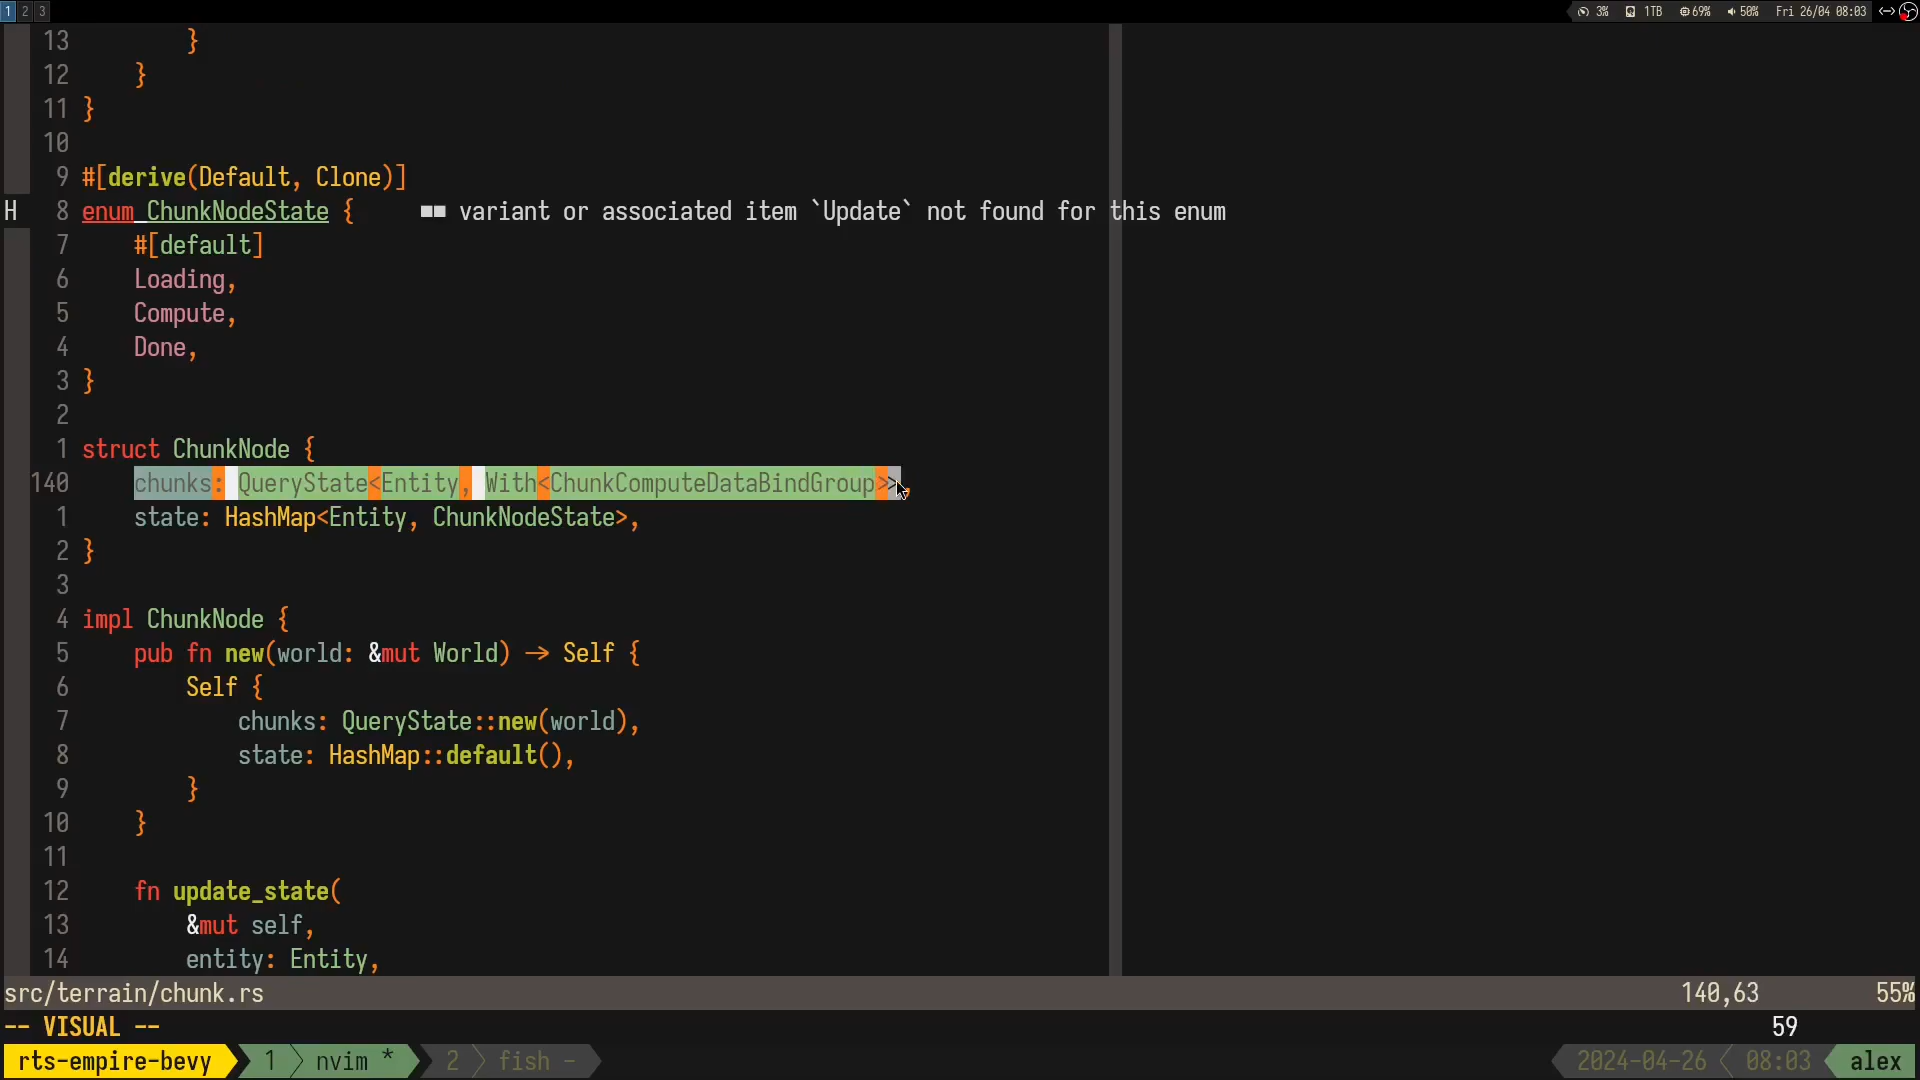 1 2 3 3% 1TB 69% 50% Fri 26/04 08:03
13 }
12 }
11 }
10
9 #[derive(Default, Clone)]
H 8 enum ChunkNodeState { ■■ variant or associated item `Update` not found for this enum
7 #[default]
6 Loading,
5 Compute,
4 Done,
3 }
2
1 struct ChunkNode {
140 chunks: QueryState<Entity, With<ChunkComputeDataBindGroup>>,
1 state: HashMap<Entity, ChunkNodeState>,
2 }
3
4 impl ChunkNode {
5 pub fn new(world: &mut World) -> Self {
6 Self {
7 chunks: QueryState::new(world),
8 state: HashMap::default(),
9 }
10 }
11
12 fn update_state(
13 &mut self,
14 entity: Entity,
src/terrain/chunk.rs 140,63 55%
-- VISUAL -- 59
rts-empire-bevy 1 nvim * 2 fish - 2024-04-26 08:03 alex